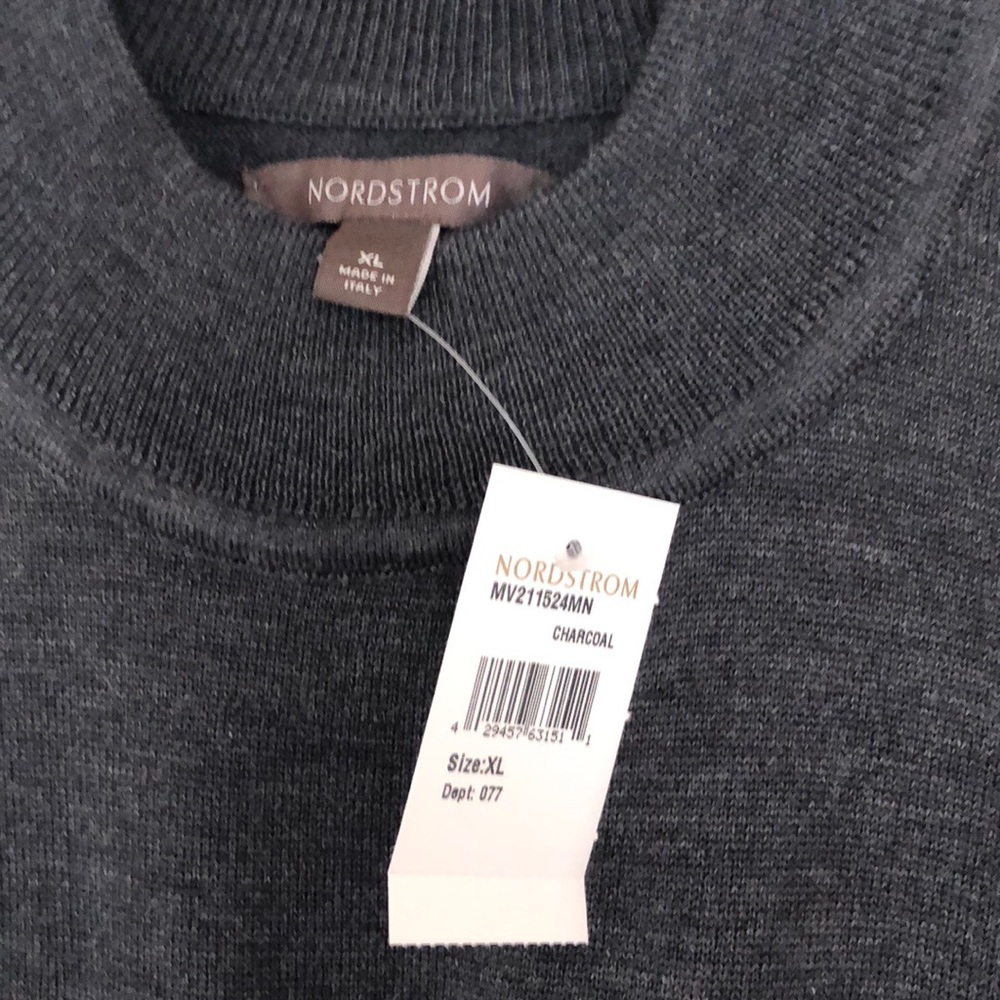 NORDSTROM
XL
MADE IN
ITALY
NORDSTROM
MV211524MN
CHARCOAL
4 29457 63151 1
Size:XL
Dept: 077